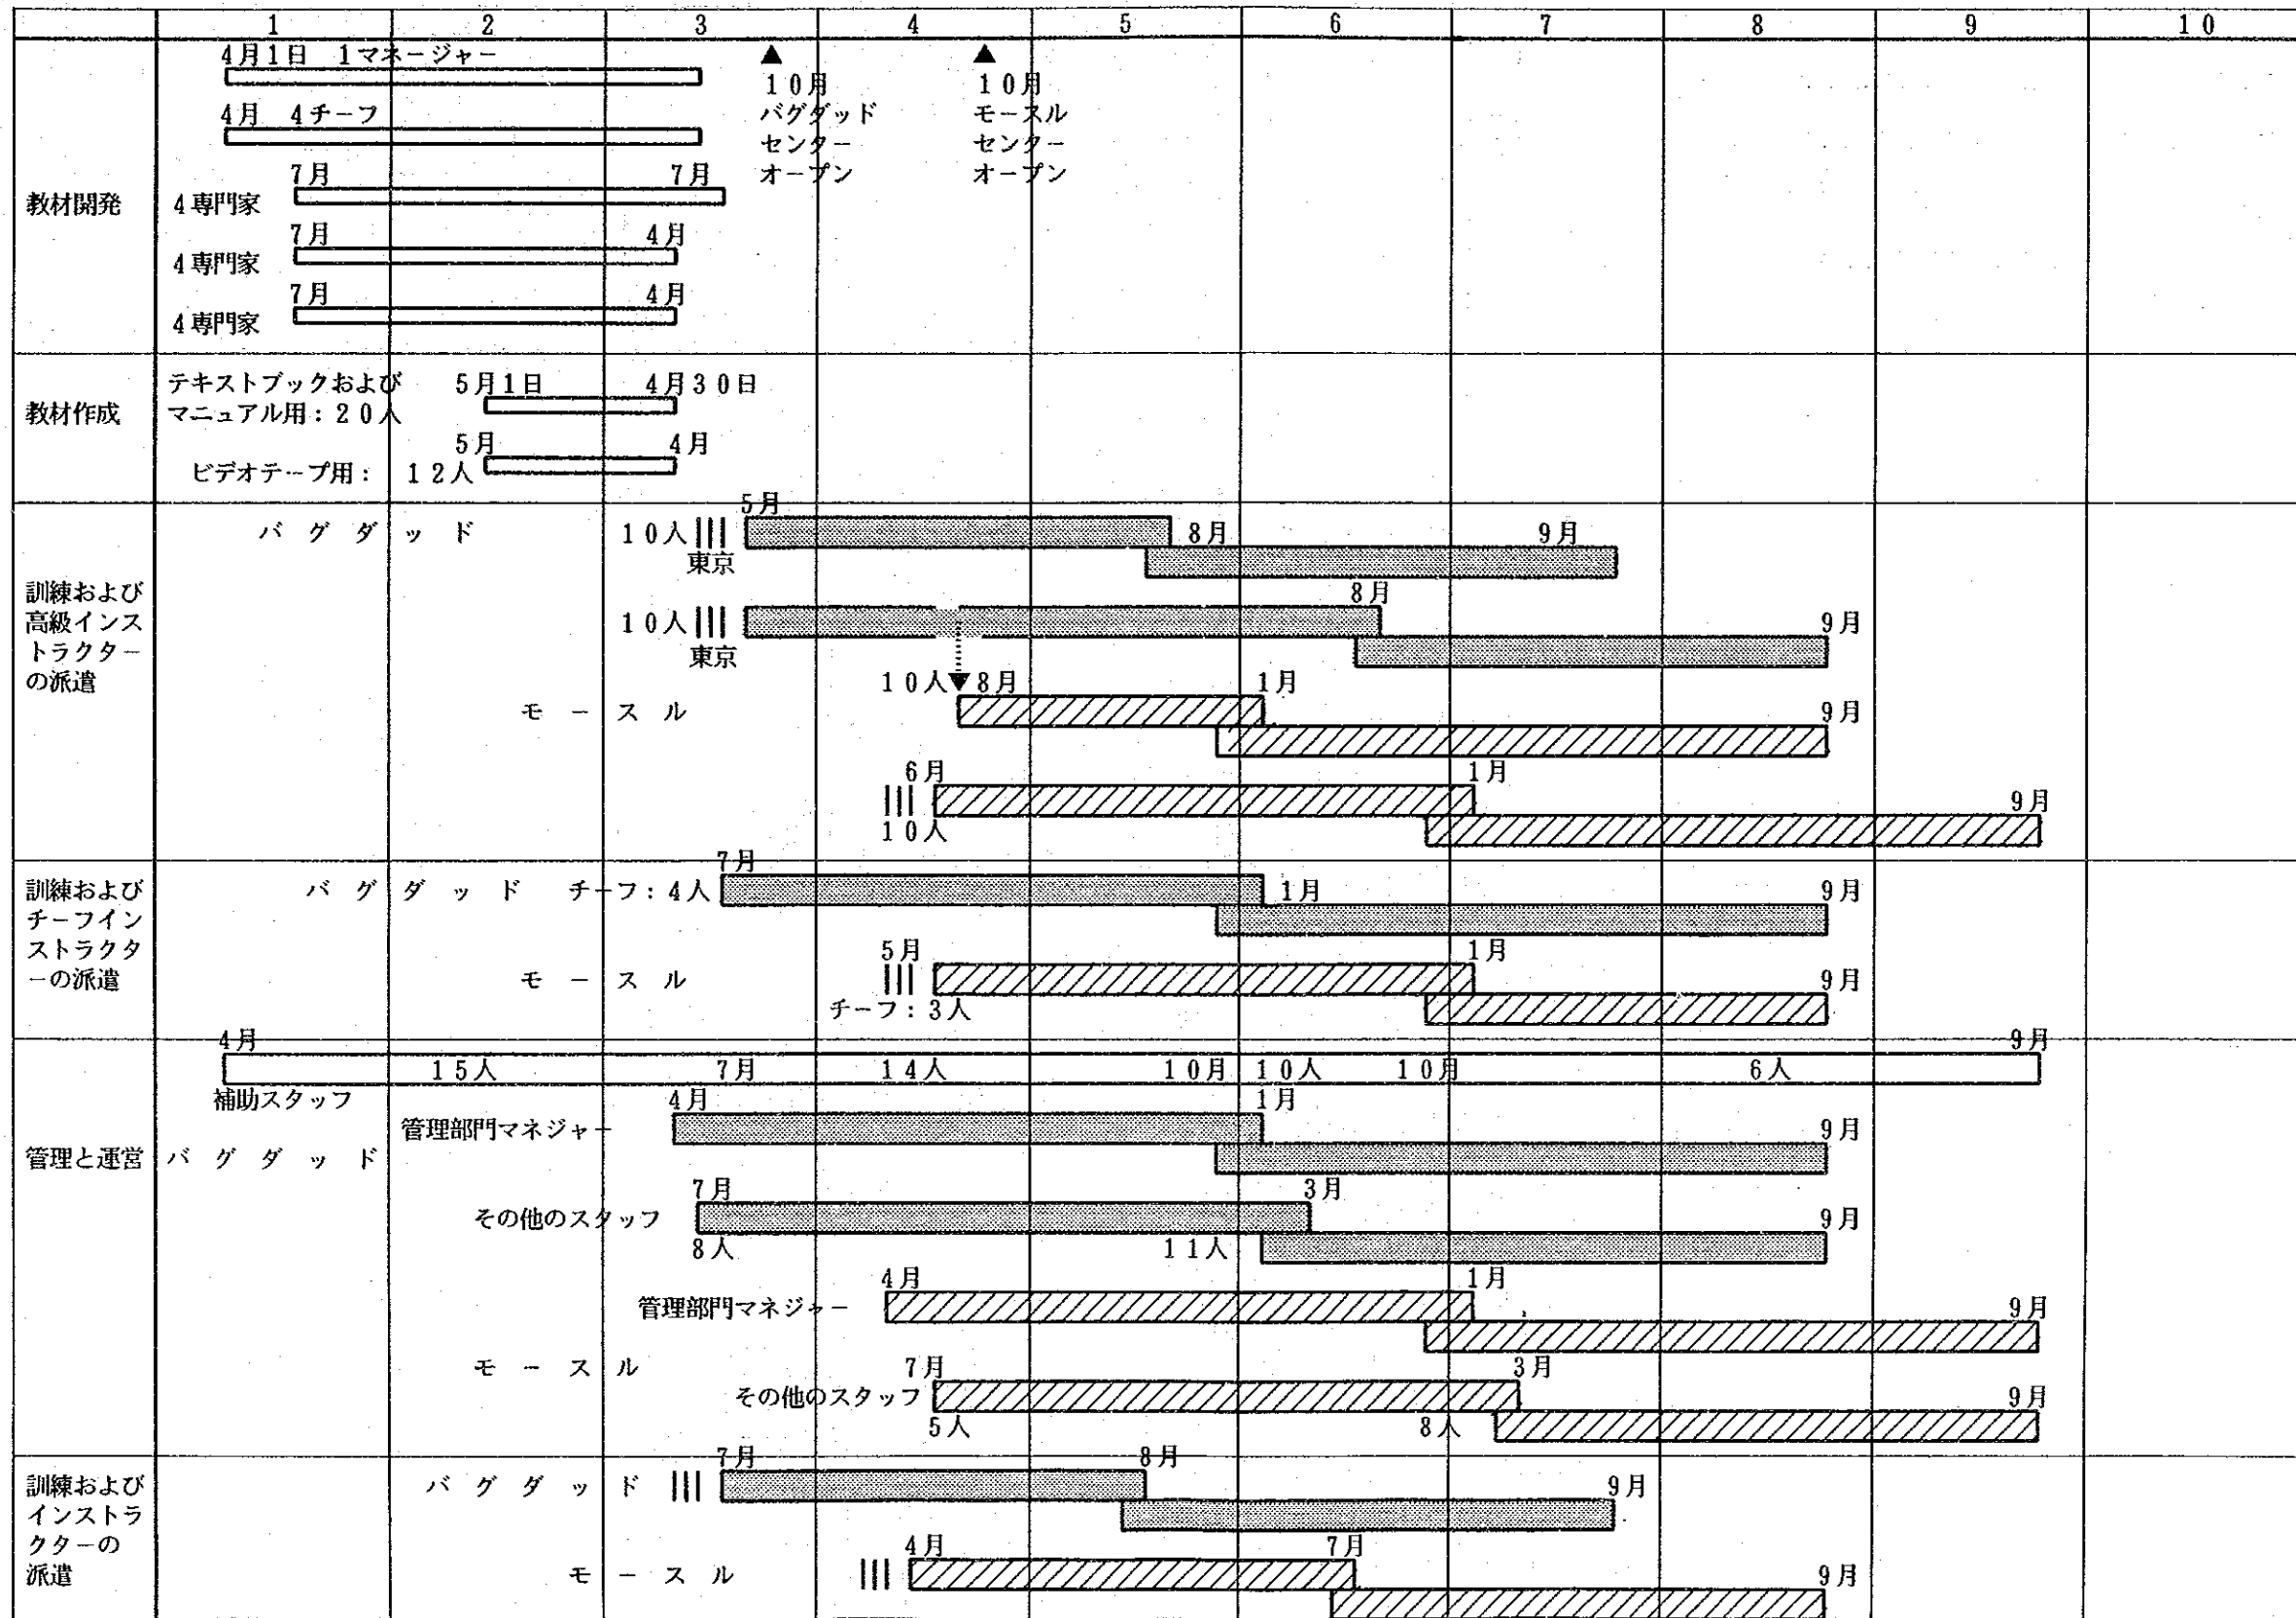 1 2 3 4 5 6 7 8 9 10
教材開発
4月1日 1マネージャー
4月 4チーフ
7月 7月
4専門家
7月 4月
4専門家
7月 4月
4専門家
10月
バグダッド
センター
オープン
10月
モースル
センター
オープン
教材作成
テキストブックおよび 5月1日 4月30日
マニュアル用:20人
5月 4月
ビデオテープ用: 12人
訓練および
高級インス
トラクター
の派遣
5月
バグダッド 10人 8月 9月
東京
8月
10人 9月
東京
10人 8月 1月
モースル 9月
6月 1月
10人 9月
訓練および
チーフイン
ストラクタ
ーの派遣
7月
バグダッド チーフ:4人 1月 9月
5月 1月
モースル 9月
チーフ:3人
管理と運営
4月 9月
15人 7月 14人 10月 10人 10月 6人
補助スタッフ
4月 1月
管理部門マネジャー 9月
バグダッド
7月 3月
その他のスタッフ 9月
8人 11人
4月 1月
管理部門マネジャー 9月
モースル
7月 3月
その他のスタッフ 9月
5人 8人
訓練および
インストラ
クターの
派遣
7月 8月
バグダッド 9月
4月 7月
モースル 9月